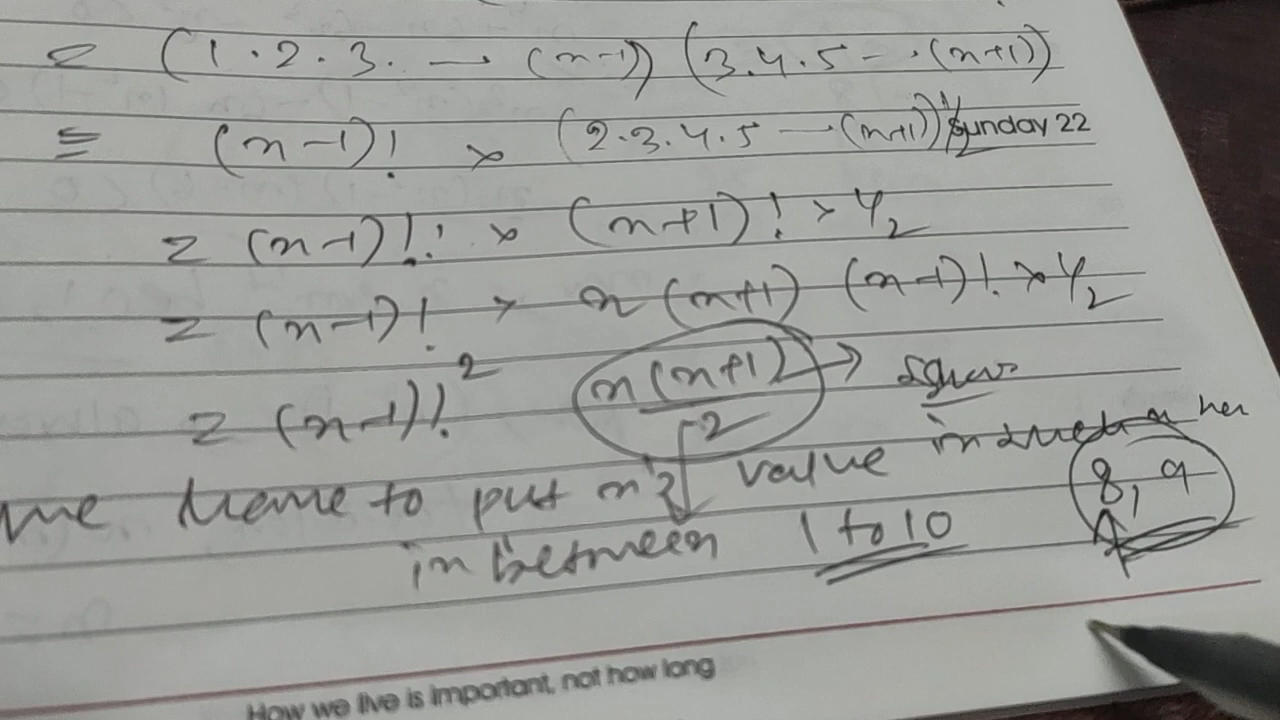 = (1.2.3. — (n-1)) (3.4.5 -- .(n+1))
= (n-1)! × (2.3.4.5 — (n+1)) 1/2 Sunday 22
= (n-1)! × (n+1)! × 1/2
= (n-1)! × n (n+1) (n-1)! × 1/2
= (n-1)!² n(n+1)/2 →
we have to put n value in such a
in between 1 to 10 8, 9
How we live is important, not how long